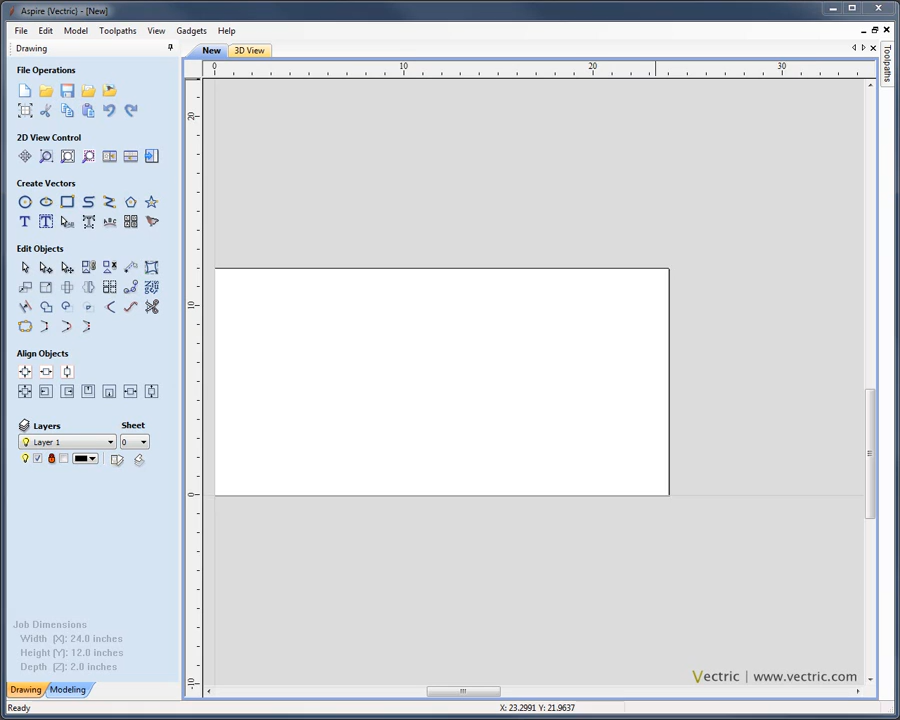 Aspire {Vectric} - [New]
File Edit Model Toolpaths View Gadgets Help
Drawing
New 3D View
Toolpaths
File Operations
2D View Control
Create Vectors
Edit Objects
Align Objects
Layers Sheet
Layer 1 0
Job Dimensions
Width [X]: 24.0 inches
Height [Y]: 12.0 inches
Depth [Z]: 2.0 inches
Drawing Modeling
Ready
0 10 20 30
20
10
0
-10
Vectric | www.vectric.com
X: 23.2991 Y: 21.9637